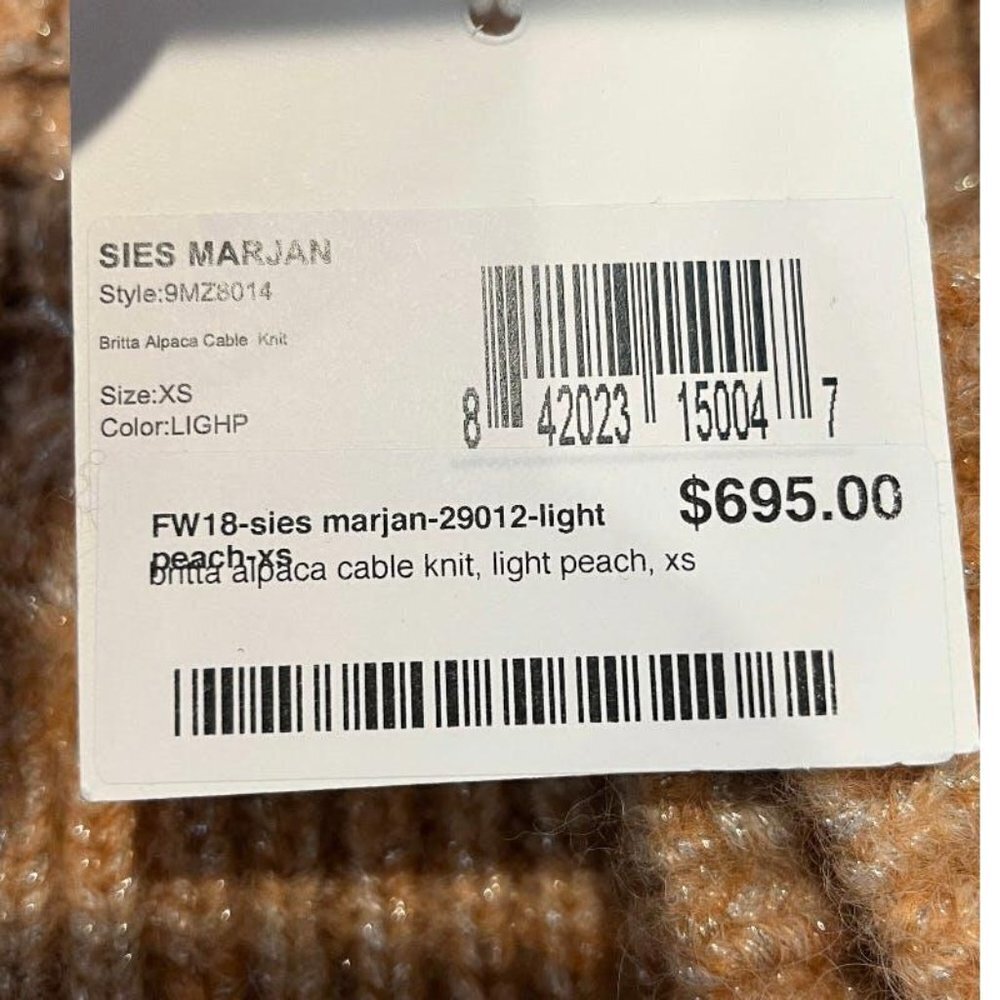 SIES MARJAN
Style:9MZ8014
Britta Alpaca Cable Knit
Size:XS
Color:LIGHP
8 42023 15004 7
$695.00
FW18-sies marjan-29012-light
peach-xs
britta alpaca cable knit, light peach, xs